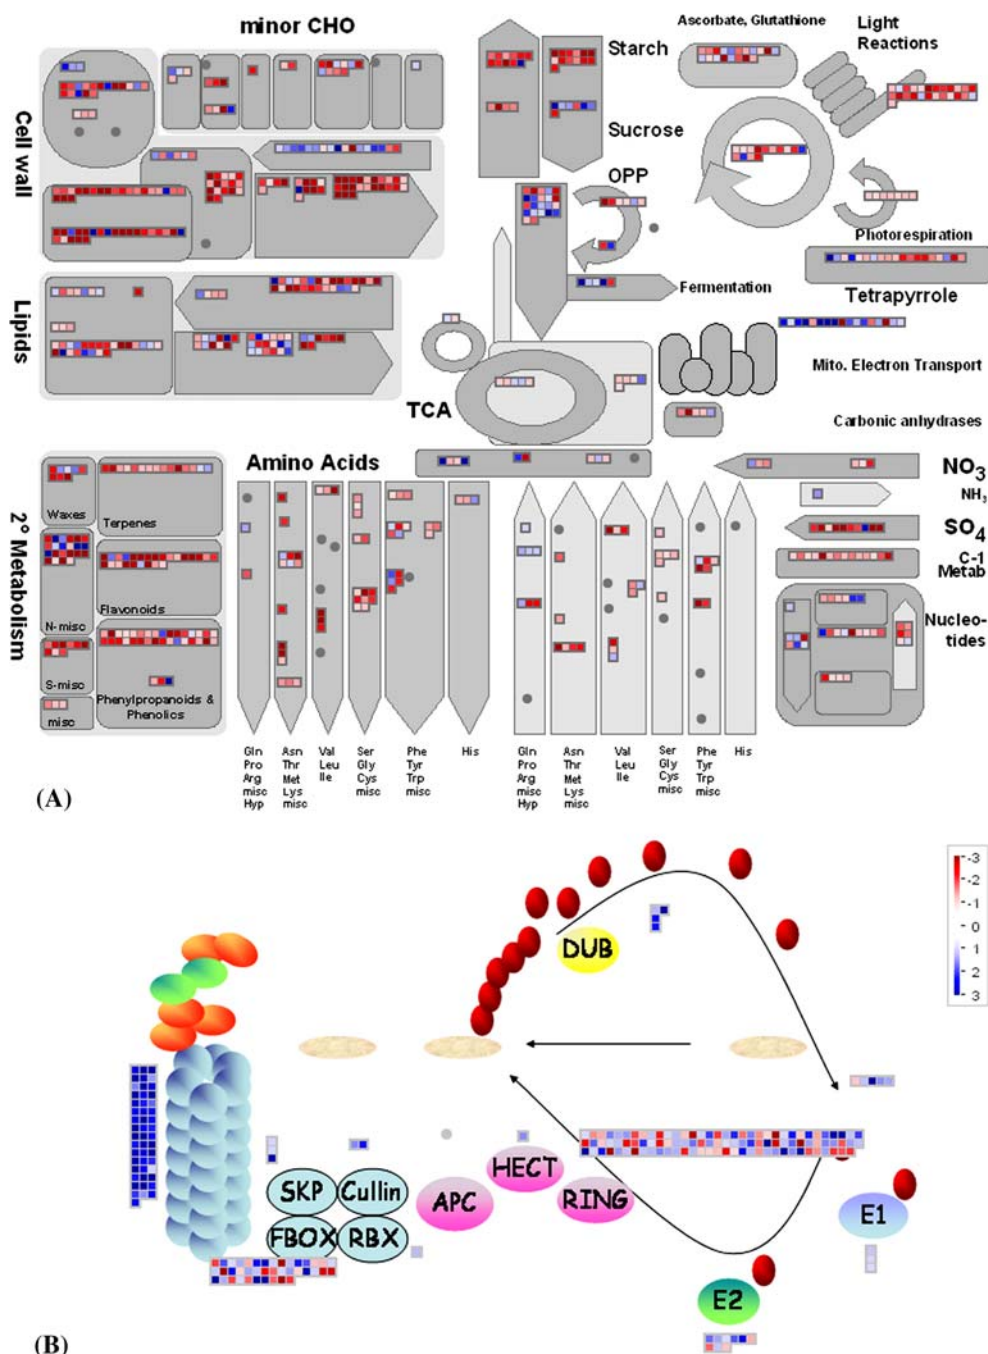 minor CHO
Ascorbate, Glutathione
Light
Reactions
Starch
Sucrose
Cell wall
OPP
Photorespiration
Fermentation
Tetrapyrrole
Lipids
Mito. Electron Transport
TCA
Carbonic anhydrases
Amino Acids
NO3
NH3
SO4
C-1
Metab
Nucleo-
tides
2° Metabolism
Waxes
Terpenes
N-misc
Flavonoids
S-misc
Phenylpropanoids &
Phenolics
misc
Gln
Pro
Arg
misc
Hyp
Asn
Thr
Met
Lys
misc
Val
Leu
Ile
Ser
Gly
Cys
misc
Phe
Tyr
Trp
misc
His
Gln
Pro
Arg
misc
Hyp
Asn
Thr
Met
Lys
misc
Val
Leu
Ile
Ser
Gly
Cys
misc
Phe
Tyr
Trp
misc
His
(A)
-3
-2
-1
0
1
2
3
DUB
SKP
Cullin
FBOX
RBX
APC
HECT
RING
E1
E2
(B)